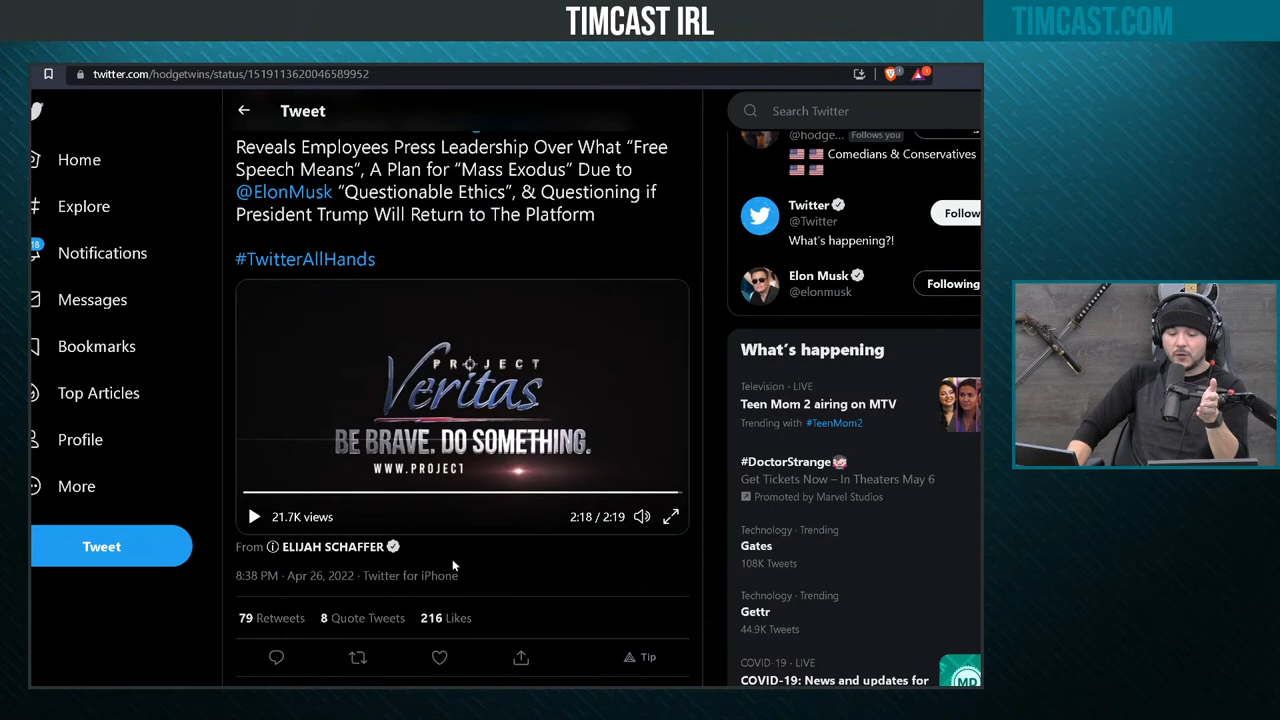 TIMCAST IRL
TIMCAST.COM
twitter.com/hodgetwins/status/1519113620046589952
Tweet
Search Twitter
Home
Explore
18
Notifications
Messages
Bookmarks
Top Articles
Profile
More
Tweet
Reveals Employees Press Leadership Over What “Free
Speech Means”, A Plan for “Mass Exodus” Due to
@ElonMusk “Questionable Ethics”, & Questioning if
President Trump Will Return to The Platform
#TwitterAllHands
PROJECT
Veritas
BE BRAVE. DO SOMETHING.
WWW.PROJECT
21.7K views
2:18 / 2:19
From ELIJAH SCHAFFER
8:38 PM · Apr 26, 2022 · Twitter for iPhone
79 Retweets 8 Quote Tweets 216 Likes
Tip
@hodge... Follows you
Comedians & Conservatives
Twitter
@Twitter
Follow
What's happening?!
Elon Musk
@elonmusk
Following
What's happening
Television · LIVE
Teen Mom 2 airing on MTV
Trending with #TeenMom2
#DoctorStrange
Get Tickets Now – In Theaters May 6
Promoted by Marvel Studios
Technology · Trending
Gates
108K Tweets
Technology · Trending
Gettr
44.9K Tweets
COVID-19 · LIVE
COVID-19: News and updates for
MD